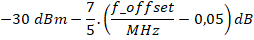 −30 dBm − 7/5 . (f_offset/MHz − 0,05) dB